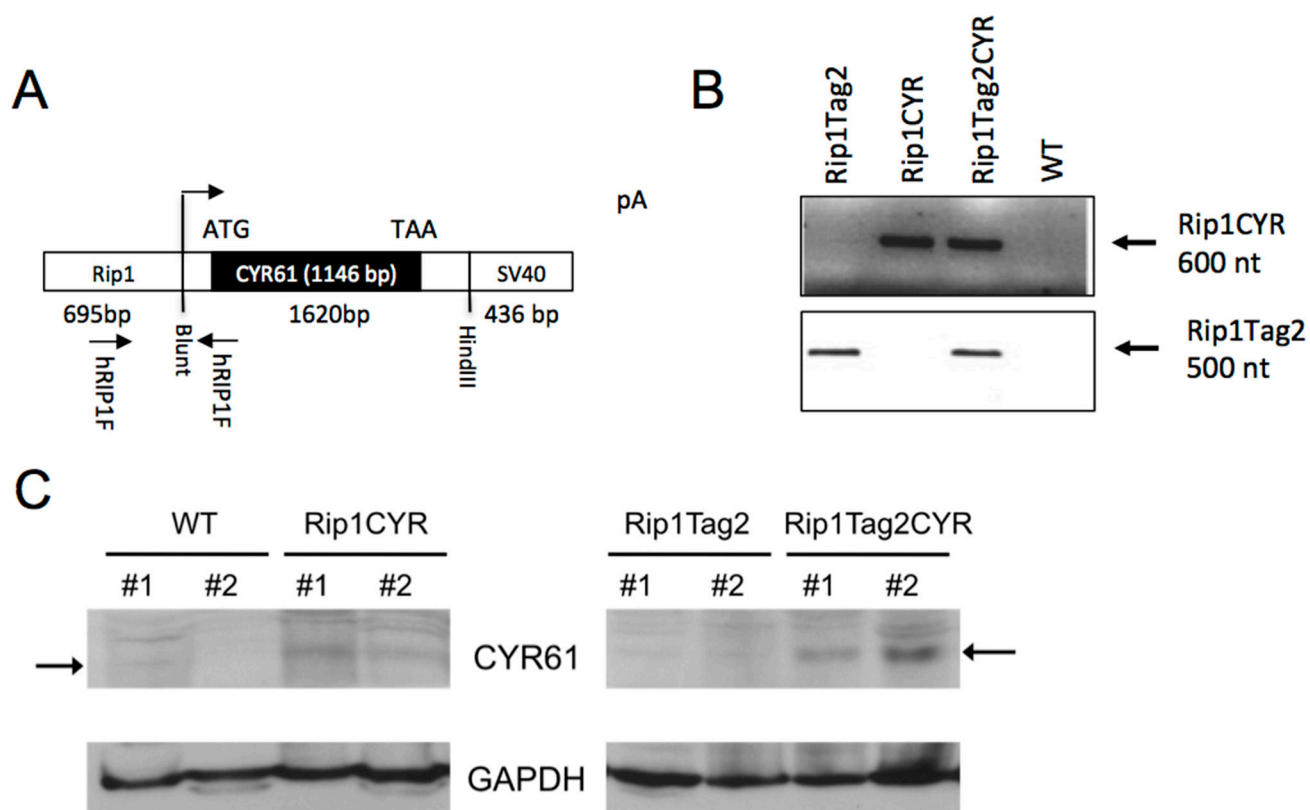 A
ATG TAA
Rip1 CYR61 (1146 bp) SV40
695bp 1620bp 436 bp
hRIP1F
Blunt
hRIP1F
HindIII
pA
B
Rip1Tag2
Rip1CYR
Rip1Tag2CYR
WT
Rip1CYR
600 nt
Rip1Tag2
500 nt
C
WT Rip1CYR Rip1Tag2 Rip1Tag2CYR
#1 #2 #1 #2 #1 #2 #1 #2
CYR61
GAPDH